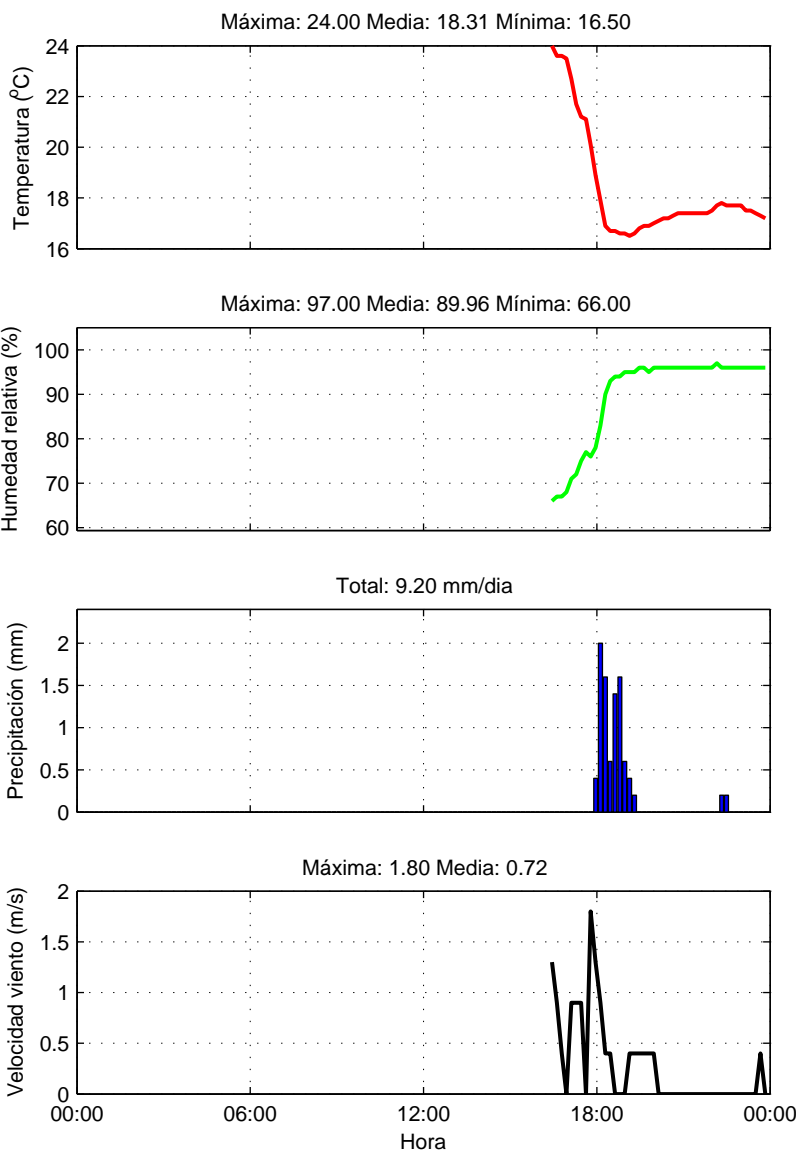 Máxima: 24.00 Media: 18.31 Mínima: 16.50
Temperatura (ºC)
24
22
20
18
16
Máxima: 97.00 Media: 89.96 Mínima: 66.00
Humedad relativa (%)
100
90
80
70
60
Total: 9.20 mm/dia
Precipitación (mm)
2
1.5
1
0.5
0
Máxima: 1.80 Media: 0.72
Velocidad viento (m/s)
2
1.5
1
0.5
0
00:00 06:00 12:00 18:00 00:00
Hora